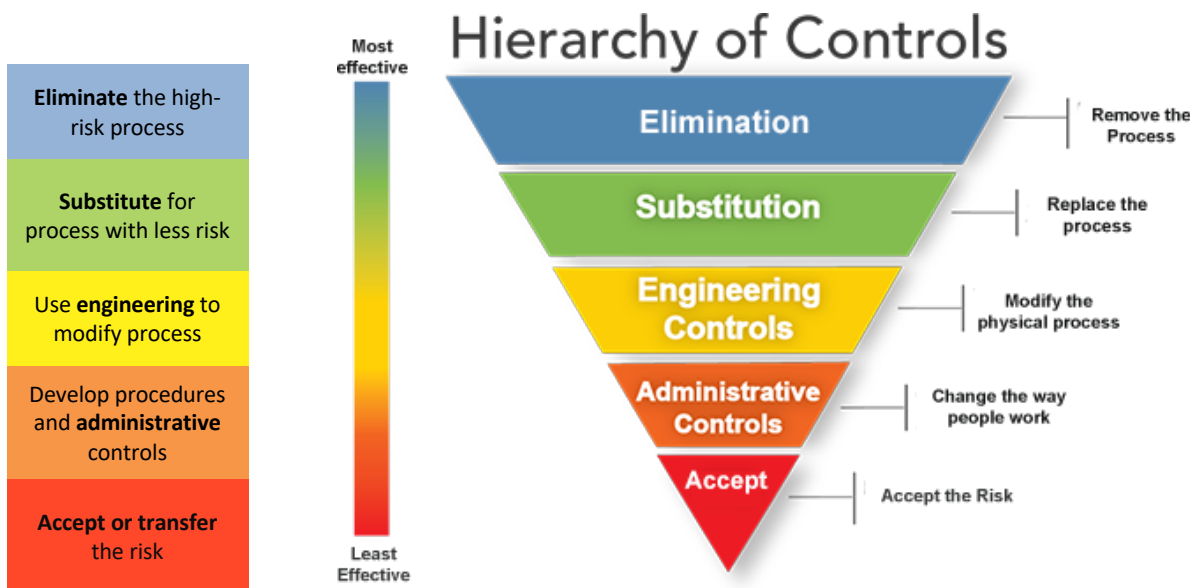 Hierarchy of Controls
Eliminate the high-
risk process
Substitute for
process with less risk
Use engineering to
modify process
Develop procedures
and administrative
controls
Accept or transfer
the risk
Most
effective
Least
Effective
Elimination
Remove the
Process
Substitution
Replace the
process
Engineering
Controls
Modify the
physical process
Administrative
Controls
Change the way
people work
Accept
Accept the Risk